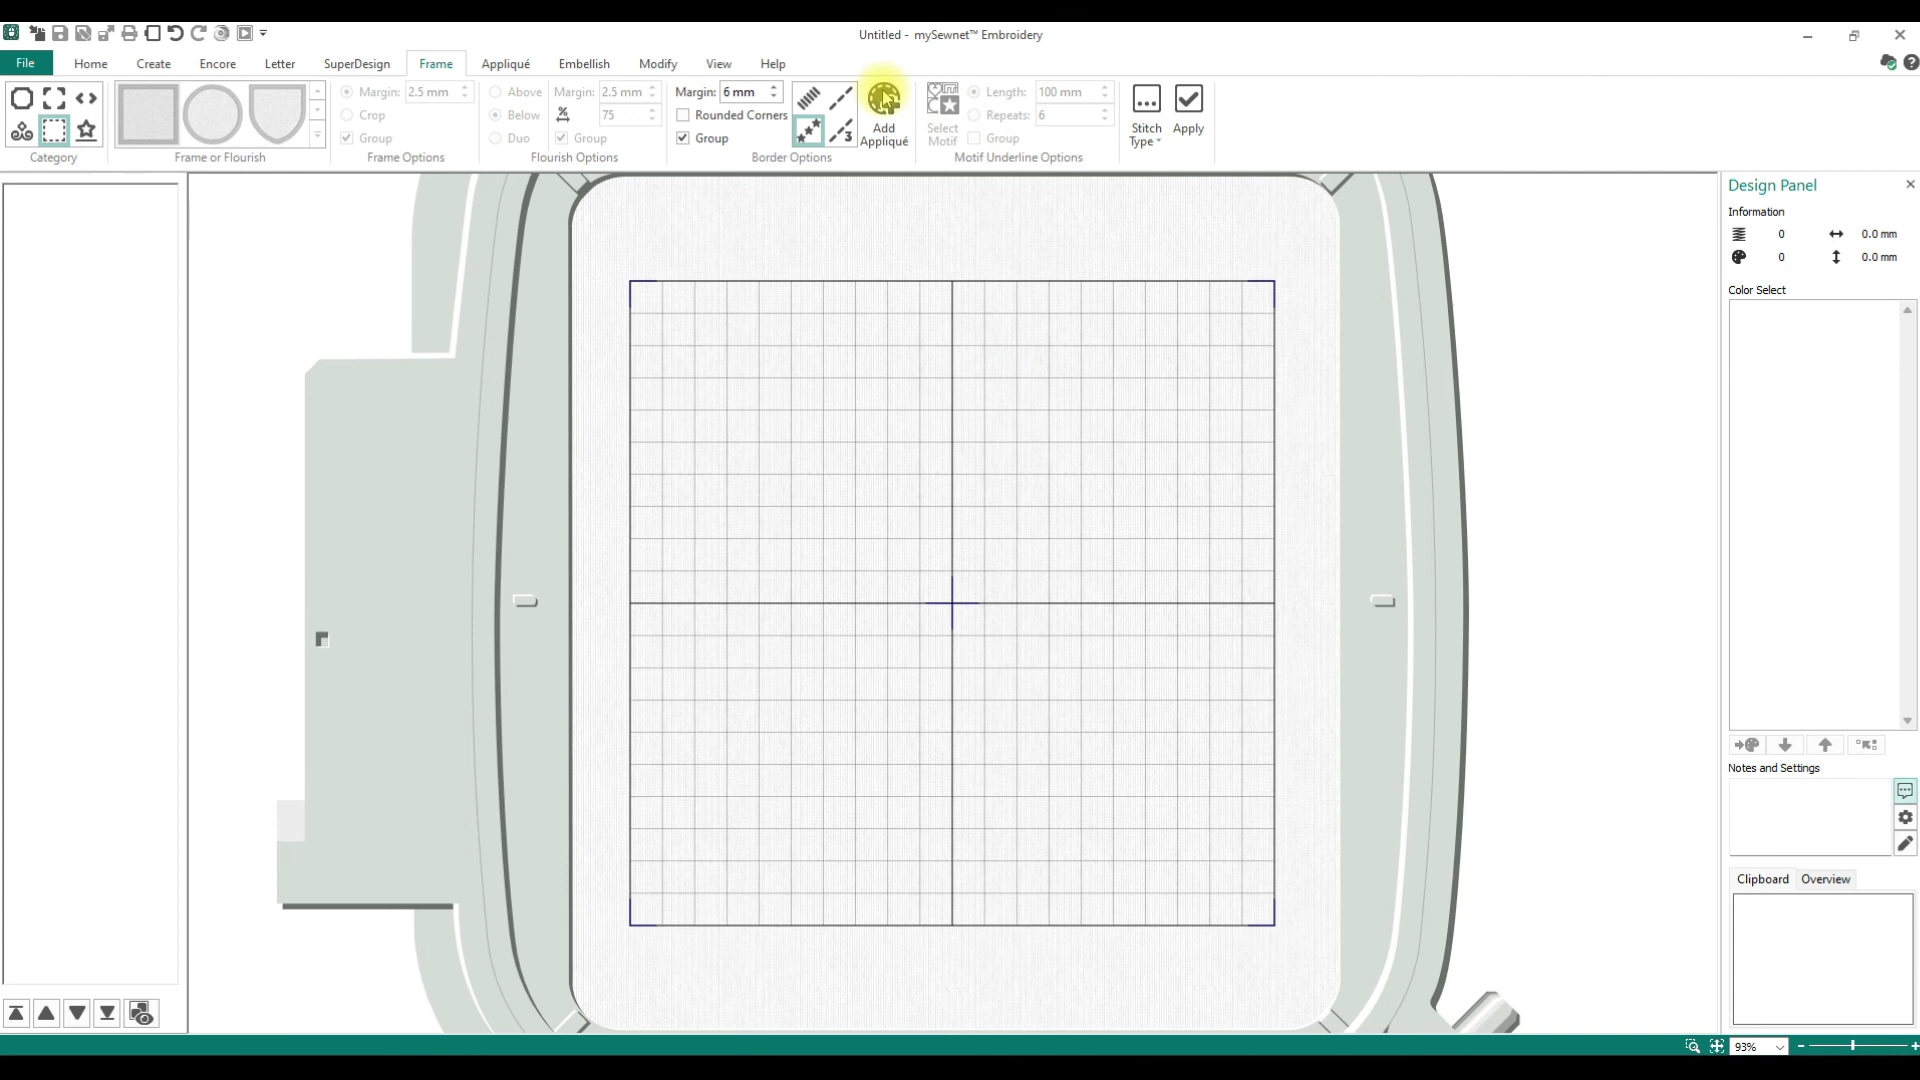 Untitled - mySewnet™ Embroidery
File Home Create Encore Letter SuperDesign Frame Appliqué Embellish Modify View Help
Margin: 2.5 mm
Crop
Group
Above
Below
Duo
Margin: 2.5 mm
% 75
Group
Margin: 6 mm
Rounded Corners
Group
3
Add
Appliqué
Select
Motif
Length: 100 mm
Repeats: 6
Group
Stitch
Type
Apply
Category
Frame or Flourish
Frame Options
Flourish Options
Border Options
Motif Underline Options
Design Panel
Information
0 0.0 mm
0 0.0 mm
Color Select
Notes and Settings
Clipboard Overview
93%